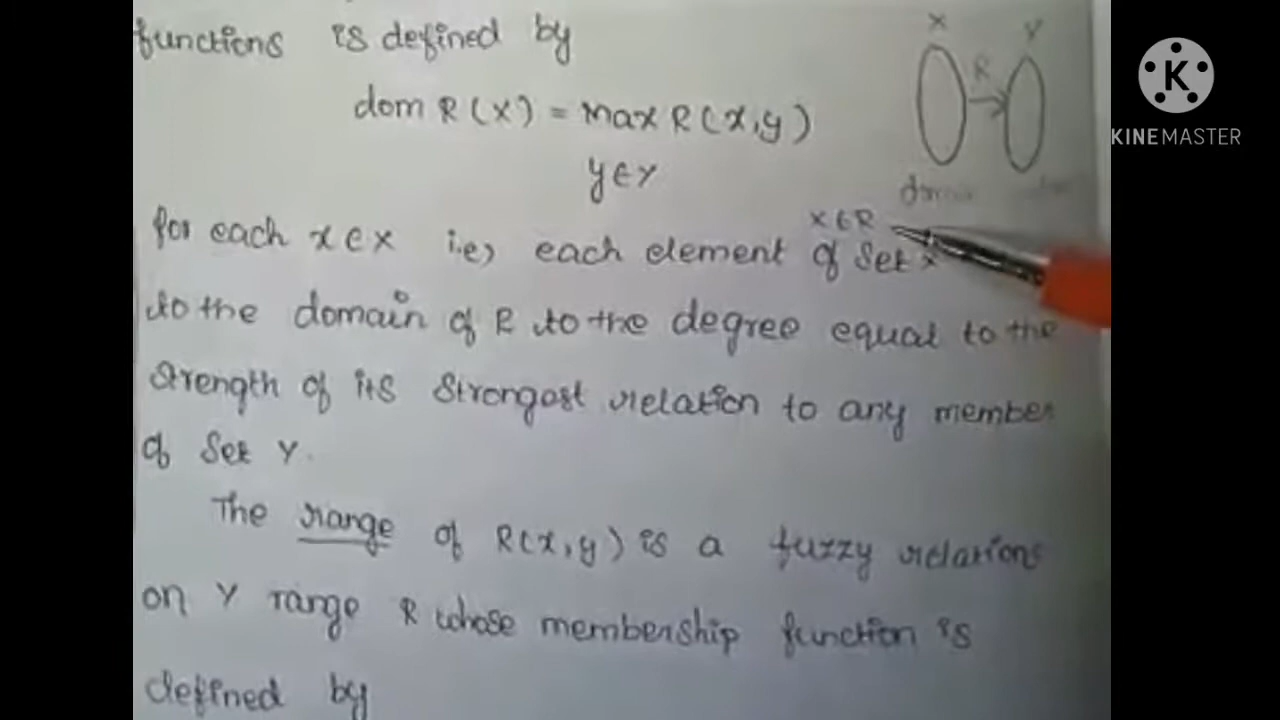 functions is defined by
dom R(x) = max R(x,y)
y∈Y
for each x∈X i.e, each element of Set X
X∈R
to the domain of R to the degree equal to the
strength of its strongest relation to any member
of Set Y.
The range of R(x,y) is a fuzzy relations
on Y range R whose membership function is
defined by
X
Y
R
K
KINEMASTER